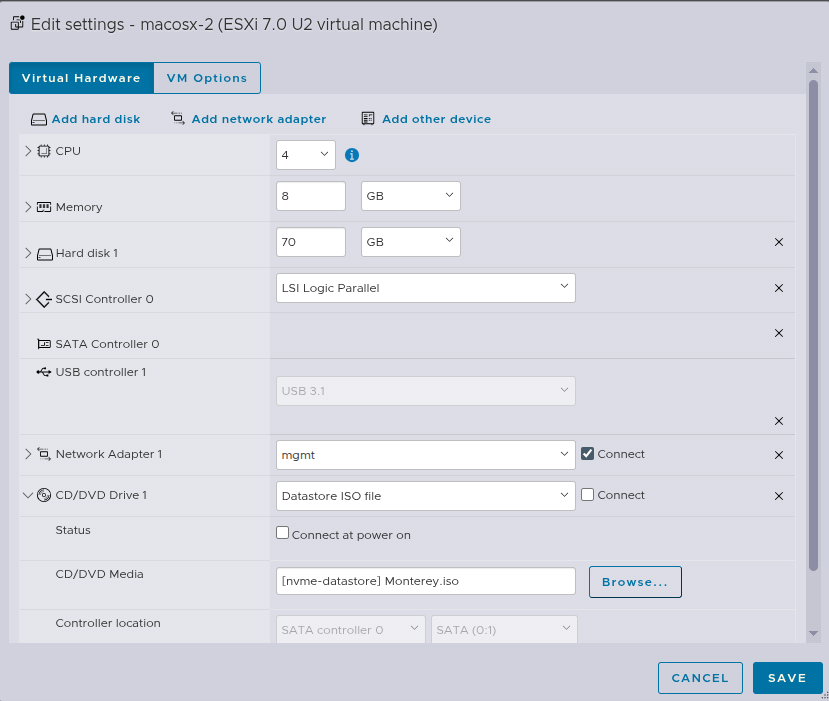 Edit settings - macosx-2 (ESXi 7.0 U2 virtual machine)
Virtual Hardware VM Options
Add hard disk Add network adapter Add other device
CPU 4
Memory 8 GB
Hard disk 1 70 GB
SCSI Controller 0 LSI Logic Parallel
SATA Controller 0
USB controller 1
USB 3.1
Network Adapter 1 mgmt Connect
CD/DVD Drive 1 Datastore ISO file Connect
Status Connect at power on
CD/DVD Media [nvme-datastore] Monterey.iso Browse...
Controller location SATA controller 0 SATA (0:1)
CANCEL SAVE